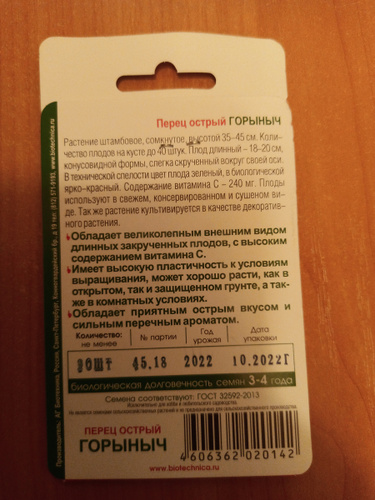 Перец острый ГОРЫНЫЧ
Растение штамбовое, сомкнутое, высотой 35-45 см. Коли-
чество плодов на кусте до 40 штук. Плод длинный – 18-20 см,
конусовидной формы, слегка скрученный вокруг своей оси.
В технической спелости цвет плода зеленый, в биологической
ярко-красный. Содержание витамина С – 240 мг. Плоды
используют в свежем, консервированном и сушеном ви-
де. Так же растение культивируется в качестве декоратив-
ного растения.
Обладает великолепным внешним видом
длинных закрученных плодов, с высоким
содержанием витамина С.
Имеет высокую пластичность к условиям
выращивания, может хорошо расти, как в
открытом, так и защищенном грунте, а так-
же в комнатных условиях.
Обладает приятным острым вкусом и
сильным перечным ароматом.
Количество: не менее
№ партии
Год урожая
Дата упаковки
20шт 45.18 2022 10.2022г
биологическая долговечность семян 3-4 года
Семена соответствуют: ГОСТ 32592-2013
ПЕРЕЦ ОСТРЫЙ
ГОРЫНЫЧ
www.biotechnica.ru
4606362020142
www.biotechnica.ru